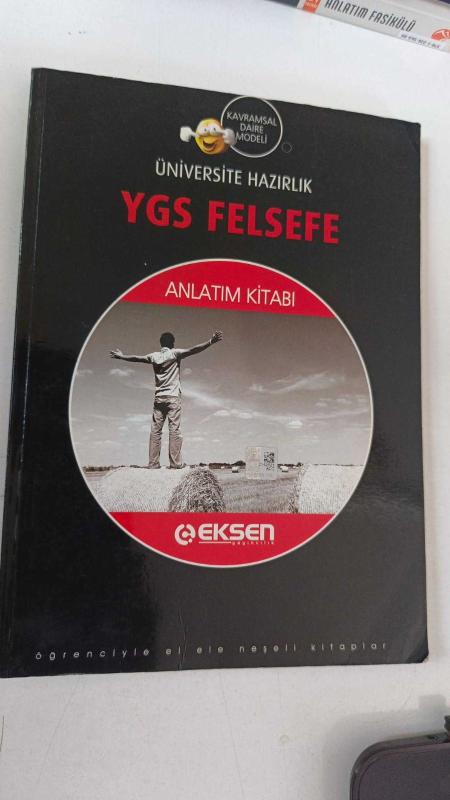 ANLATIM FASİKÜLÜ
KAVRAMSAL
DAİRE
MODELİ
ÜNİVERSİTE HAZIRLIK
YGS FELSEFE
ANLATIM KİTABI
EKSEN
yayıncılık
öğrenciyle el ele neşeli kitaplar